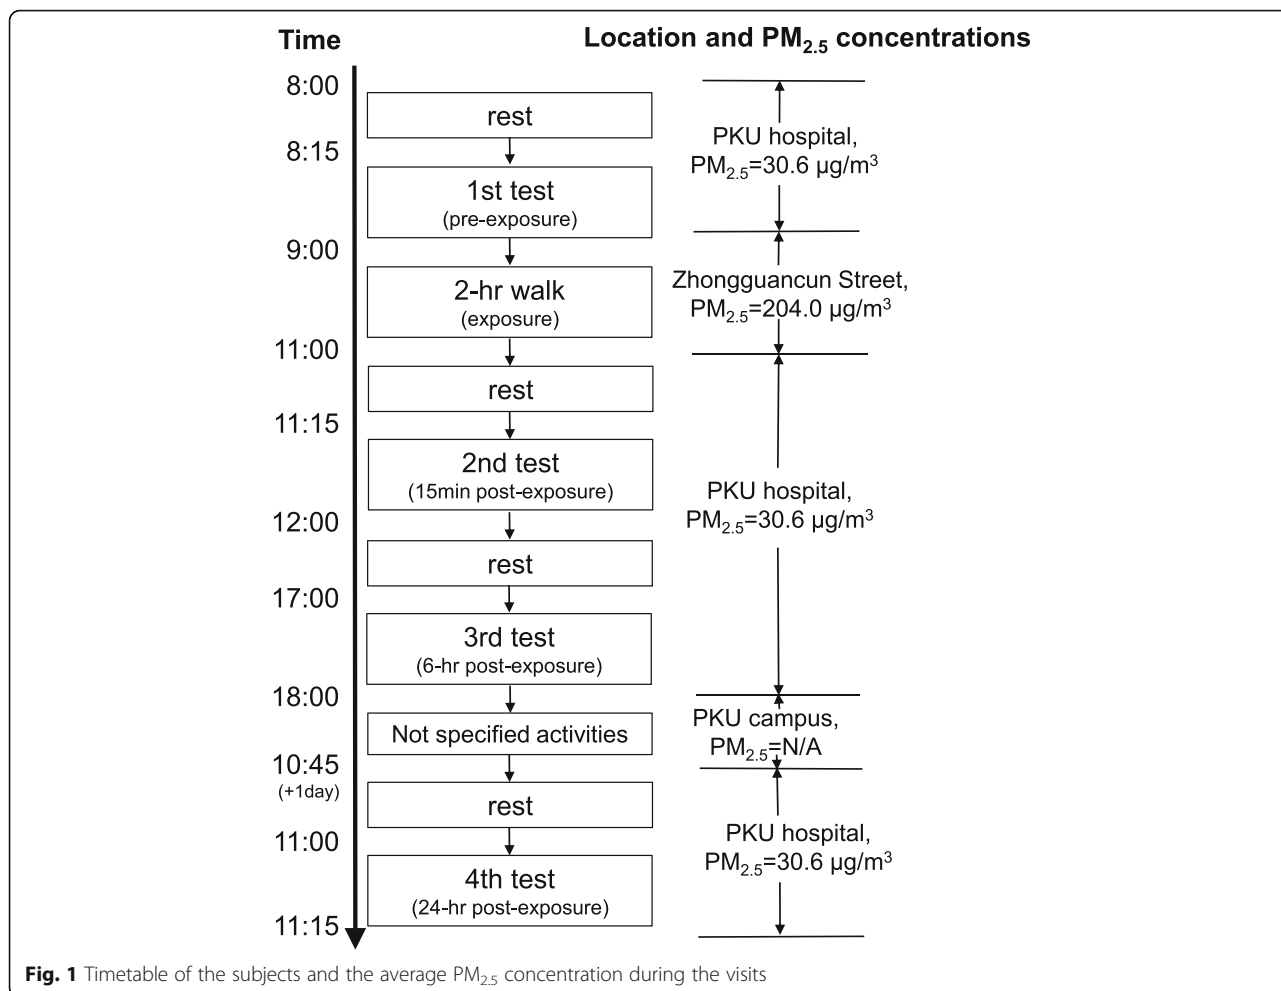 Time
Location and PM2.5 concentrations
8:00
rest
8:15
1st test
(pre-exposure)
PKU hospital,
PM2.5=30.6 µg/m³
9:00
2-hr walk
(exposure)
Zhongguancun Street,
PM2.5=204.0 µg/m³
11:00
rest
11:15
2nd test
(15min post-exposure)
PKU hospital,
PM2.5=30.6 µg/m³
12:00
rest
17:00
3rd test
(6-hr post-exposure)
18:00
Not specified activities
PKU campus,
PM2.5=N/A
10:45
(+1day)
rest
11:00
4th test
(24-hr post-exposure)
PKU hospital,
PM2.5=30.6 µg/m³
11:15
Fig. 1 Timetable of the subjects and the average PM2.5 concentration during the visits